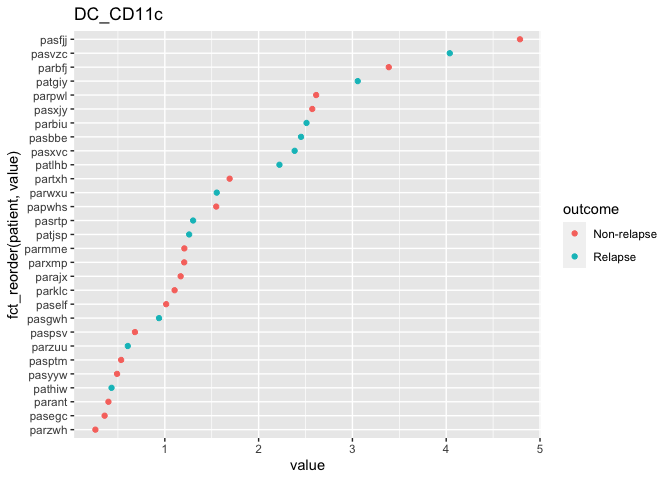 DC_CD11c
fct_reorder(patient, value)
pasfjj
pasvzc
parbfj
patgiy
parpwl
pasxjy
parbiu
pasbbe
pasxvc
patlhb
partxh
parwxu
papwhs
pasrtp
patjsp
parmme
parxmp
parajx
parklc
paself
pasgwh
paspsv
parzuu
pasptm
pasyyw
pathiw
parant
pasegc
parzwh
1 2 3 4 5
value
outcome
Non-relapse
Relapse